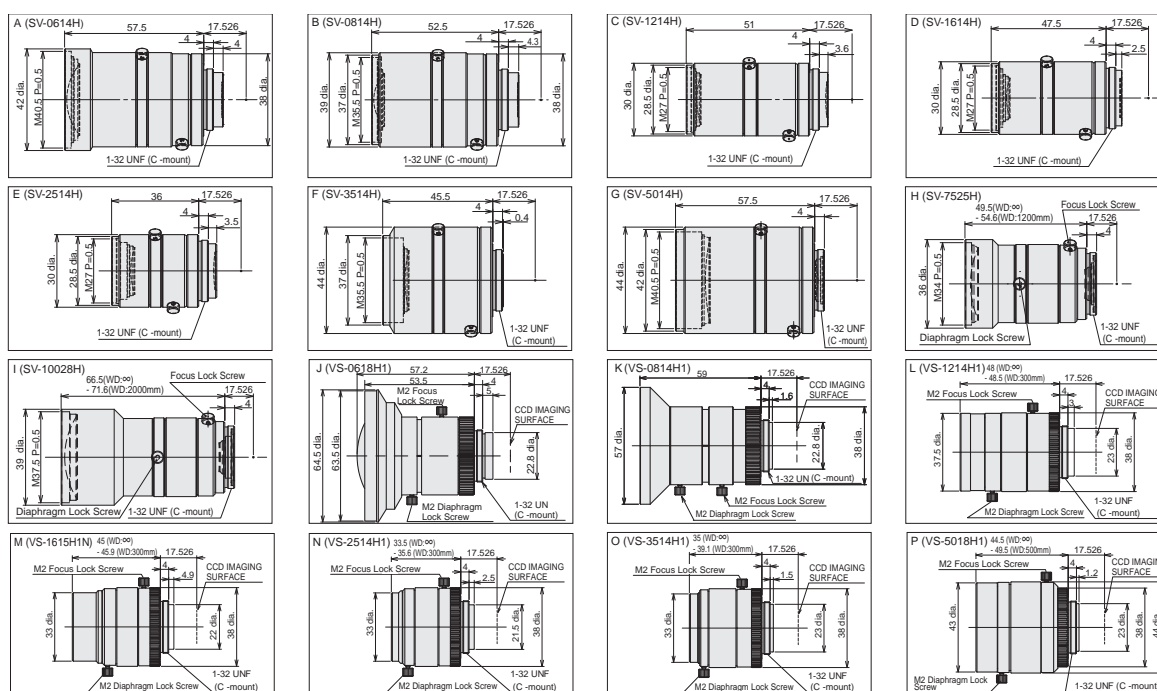 A (SV-0614H)
57.5
17.526
4
4
42 dia.
M40.5 P=0.5
38 dia.
1-32 UNF (C -mount)
B (SV-0814H)
52.5
17.526
4
4.3
39 dia.
37 dia.
M35.5 P=0.5
38 dia.
1-32 UNF (C -mount)
C (SV-1214H)
51
17.526
4
3.6
30 dia.
28.5 dia.
M27 P=0.5
1-32 UNF (C -mount)
D (SV-1614H)
47.5
17.526
4
2.5
30 dia.
28.5 dia.
M27 P=0.5
1-32 UNF (C -mount)
E (SV-2514H)
36
17.526
4
3.5
30 dia.
28.5 dia.
M27 P=0.5
1-32 UNF (C -mount)
F (SV-3514H)
45.5
17.526
4
0.4
44 dia.
37 dia.
M35.5 P=0.5
1-32 UNF
(C -mount)
G (SV-5014H)
57.5
17.526
4
44 dia.
42 dia.
M40.5 P=0.5
1-32 UNF
(C -mount)
H (SV-7525H)
49.5(WD:∞)
- 54.6(WD:1200mm)
Focus Lock Screw
17.526
4
36 dia.
M34 P=0.5
Diaphragm Lock Screw
1-32 UNF
(C -mount)
I (SV-10028H)
66.5(WD:∞)
- 71.6(WD:2000mm)
Focus Lock Screw
17.526
4
39 dia.
M37.5 P=0.5
Diaphragm Lock Screw
1-32 UNF (C -mount)
J (VS-0618H1)
57.2
17.526
53.5
4
5
M2 Focus
Lock Screw
CCD IMAGING
SURFACE
64.5 dia.
63.5 dia.
22.8 dia.
M2 Diaphragm
Lock Screw
1-32 UN
(C -mount)
K (VS-0814H1)
59
17.526
4
1.6
CCD IMAGING
SURFACE
57 dia.
22.8 dia.
38 dia.
1-32 UN (C -mount)
M2 Focus Lock Screw
M2 Diaphragm Lock Screw
L (VS-1214H1)
48 (WD:∞)
- 48.5(WD:300mm)
17.526
4
3
M2 Focus Lock Screw
CCD IMAGING
SURFACE
37.5 dia.
23 dia.
38 dia.
M2 Diaphragm Lock Screw
1-32 UNF
(C -mount)
M (VS-1615H1N)
45 (WD:∞)
- 45.9 (WD:300mm)
17.526
4
4.9
M2 Focus Lock Screw
CCD IMAGING
SURFACE
33 dia.
22 dia.
38 dia.
M2 Diaphragm Lock Screw
1-32 UNF
(C -mount)
N (VS-2514H1)
33.5 (WD:∞)
- 35.6 (WD:300mm)
17.526
4
2.5
M2 Focus Lock Screw
CCD IMAGING
SURFACE
33 dia.
21.5 dia.
38 dia.
M2 Diaphragm Lock Screw
1-32 UNF
(C -mount)
O (VS-3514H1)
35 (WD:∞)
- 39.1 (WD:300mm)
17.526
4
1.5
M2 Focus Lock Screw
CCD IMAGING
SURFACE
33 dia.
23 dia.
38 dia.
M2 Diaphragm Lock Screw
1-32 UNF
(C -mount)
P (VS-5018H1)
44.5 (WD:∞)
- 49.5 (WD:500mm)
17.526
4
1.2
M2 Focus Lock Screw
CCD IMAGING
SURFACE
43 dia.
23 dia.
38 dia.
44 dia.
M2 Diaphragm Lock
Screw
1-32 UNF (C -mount)